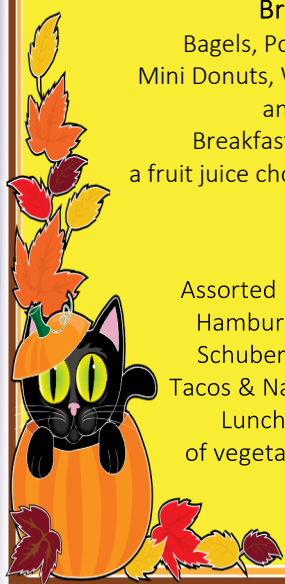 Br
Bagels, Po
Mini Donuts, W
an
Breakfast
a fruit juice cho
Assorted
Hambur
Schuber
Tacos & Na
Lunch
of vegeta